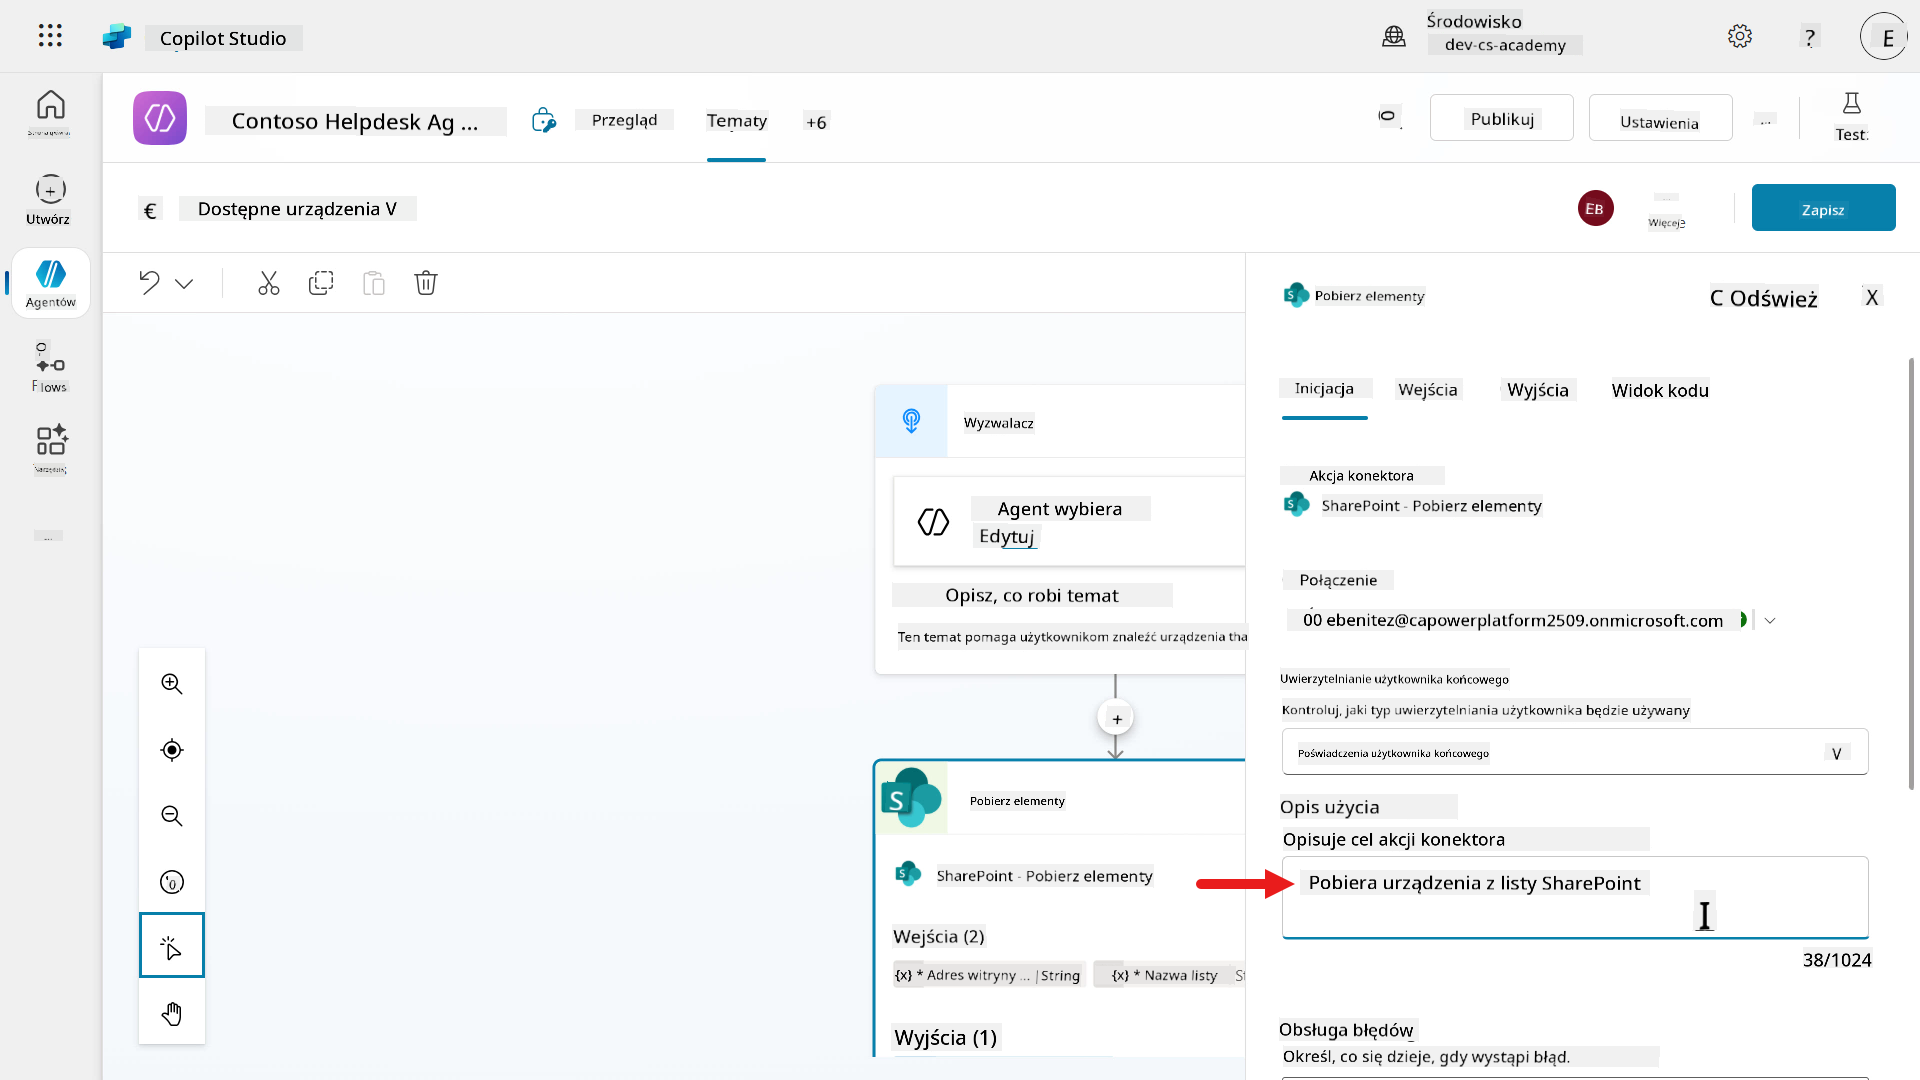 Copilot Studio
Środowisko
dev-cs-academy
?
E
Contoso Helpdesk Ag ...
Przegląd
Tematy
+6
Publikuj
Ustawienia
...
Test
Utwórz
Agentów
Flows
...
€
Dostępne urządzenia V
EB
Więcej
Zapisz
Wyzwalacz
Agent wybiera
Edytuj
Opisz, co robi temat
Ten temat pomaga użytkownikom znaleźć urządzenia tha
+
Pobierz elementy
SharePoint - Pobierz elementy
Wejścia (2)
{x} * Adres witryny ... | String
{x} * Nazwa listy
Wyjścia (1)
Pobierz elementy
C Odśwież
X
Inicjacja
Wejścia
Wyjścia
Widok kodu
Akcja konektora
SharePoint - Pobierz elementy
Połączenie
00 ebenitez@capowerplatform2509.onmicrosoft.com
Uwierzytelnianie użytkownika końcowego
Kontroluj, jaki typ uwierzytelniania użytkownika będzie używany
Poświadczenia użytkownika końcowego
V
Opis użycia
Opisuje cel akcji konektora
Pobiera urządzenia z listy SharePoint
38/1024
Obsługa błędów
Określ, co się dzieje, gdy wystąpi błąd.